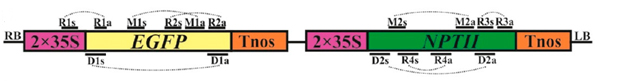 R1s R1a M1s R2s M1a R2a M2s M2a R3s R3a
RB 2×35S EGFP Tnos 2×35S NPTII Tnos LB
D1s D1a D2s R4s R4a D2a